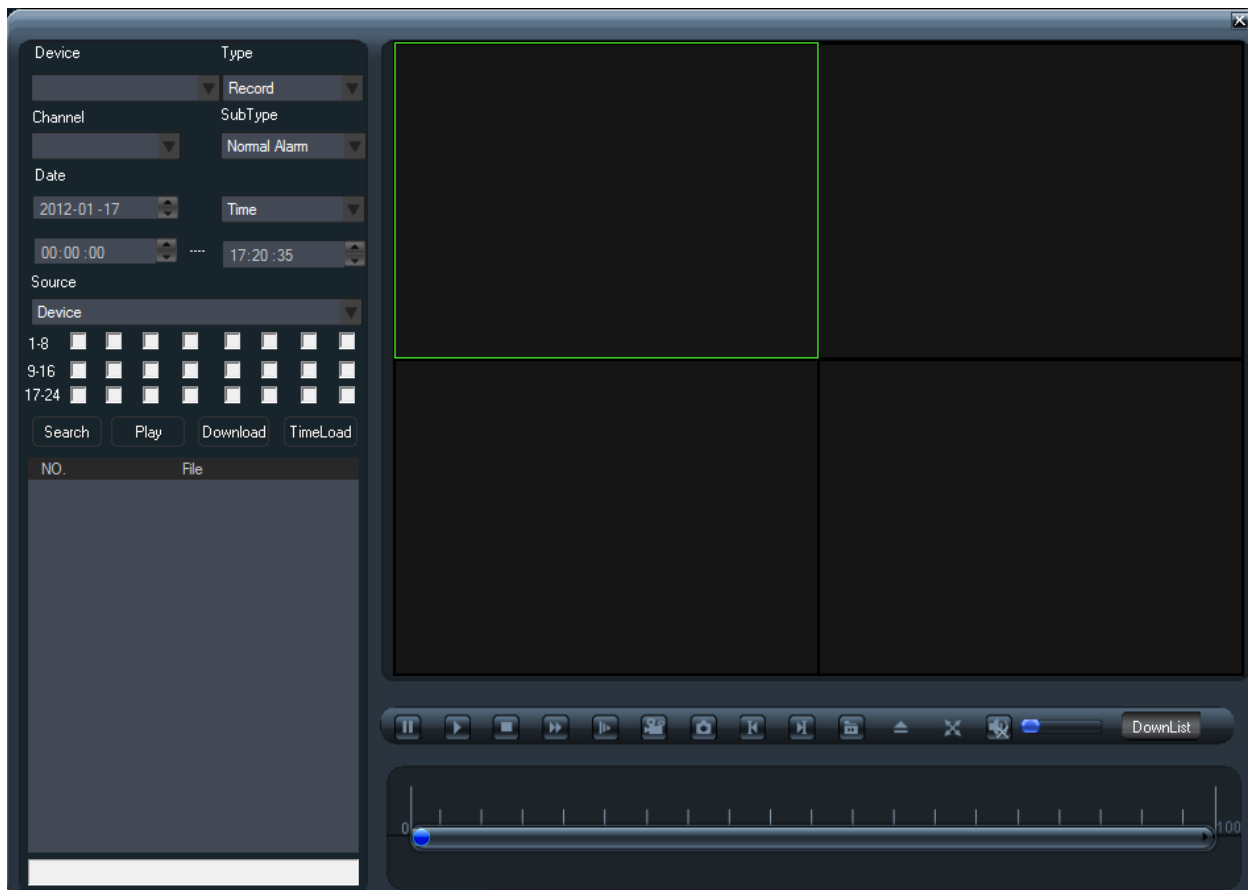 Device Type
Record
Channel SubType
Normal Alarm
Date
2012-01-17 Time
00:00:00 ---- 17:20:35
Source
Device
1-8
9-16
17-24
Search Play Download TimeLoad
NO. File
DownList
0 100